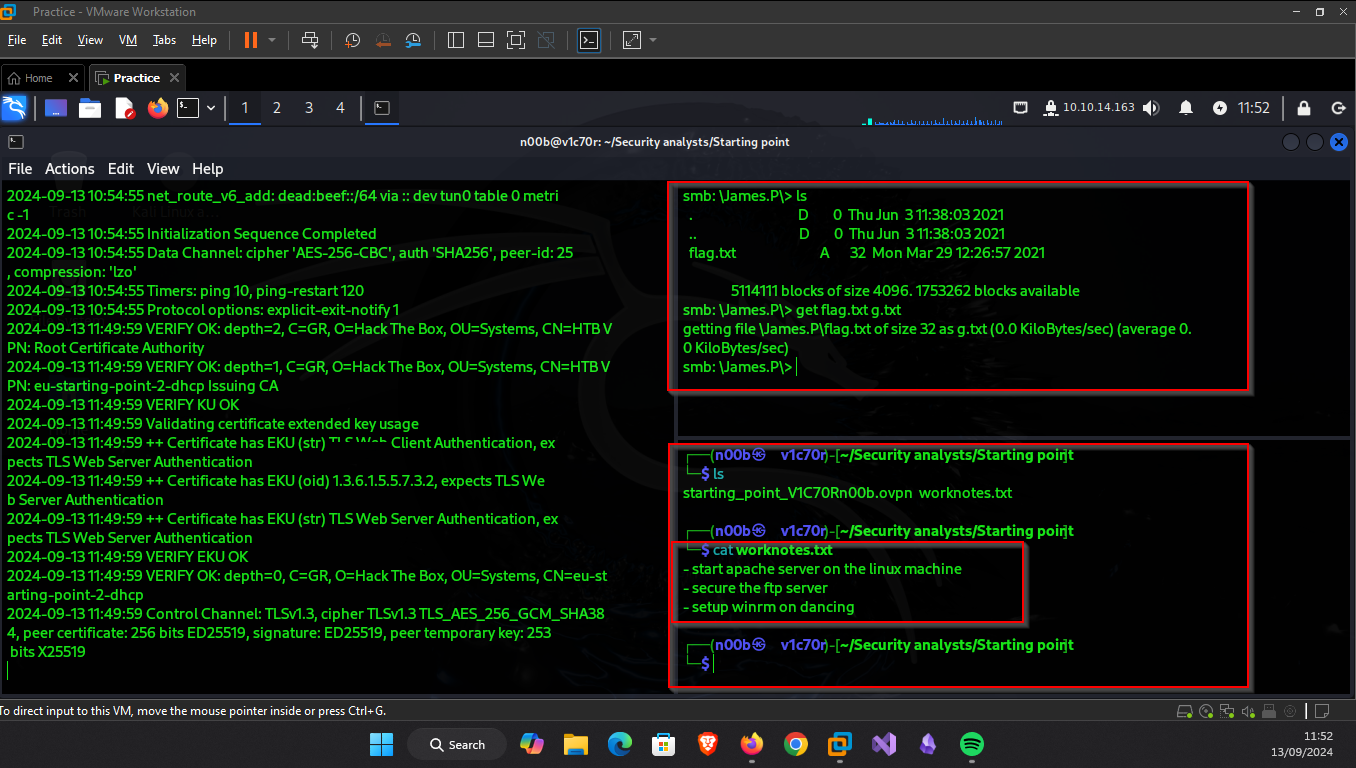 Practice - VMware Workstation
File Edit View VM Tabs Help
Home Practice
1 2 3 4 10.10.14.163 11:52
n00b@v1c70r: ~/Security analysts/Starting point
File Actions Edit View Help
2024-09-13 10:54:55 net_route_v6_add: dead:beef::/64 via :: dev tun0 table 0 metri
c -1
2024-09-13 10:54:55 Initialization Sequence Completed
2024-09-13 10:54:55 Data Channel: cipher 'AES-256-CBC', auth 'SHA256', peer-id: 25
, compression: 'lzo'
2024-09-13 10:54:55 Timers: ping 10, ping-restart 120
2024-09-13 10:54:55 Protocol options: explicit-exit-notify 1
2024-09-13 11:49:59 VERIFY OK: depth=2, C=GR, O=Hack The Box, OU=Systems, CN=HTB V
PN: Root Certificate Authority
2024-09-13 11:49:59 VERIFY OK: depth=1, C=GR, O=Hack The Box, OU=Systems, CN=HTB V
PN: eu-starting-point-2-dhcp Issuing CA
2024-09-13 11:49:59 VERIFY KU OK
2024-09-13 11:49:59 Validating certificate extended key usage
2024-09-13 11:49:59 ++ Certificate has EKU (str) TLS Web Client Authentication, ex
pects TLS Web Server Authentication
2024-09-13 11:49:59 ++ Certificate has EKU (oid) 1.3.6.1.5.5.7.3.2, expects TLS We
b Server Authentication
2024-09-13 11:49:59 ++ Certificate has EKU (str) TLS Web Server Authentication, ex
pects TLS Web Server Authentication
2024-09-13 11:49:59 VERIFY EKU OK
2024-09-13 11:49:59 VERIFY OK: depth=0, C=GR, O=Hack The Box, OU=Systems, CN=eu-st
arting-point-2-dhcp
2024-09-13 11:49:59 Control Channel: TLSv1.3, cipher TLSv1.3 TLS_AES_256_GCM_SHA38
4, peer certificate: 256 bits ED25519, signature: ED25519, peer temporary key: 253
bits X25519
smb: \James.P\> ls
. D 0 Thu Jun 3 11:38:03 2021
.. D 0 Thu Jun 3 11:38:03 2021
flag.txt A 32 Mon Mar 29 12:26:57 2021
5114111 blocks of size 4096. 1753262 blocks available
smb: \James.P\> get flag.txt g.txt
getting file \James.P\flag.txt of size 32 as g.txt (0.0 KiloBytes/sec) (average 0.
0 KiloBytes/sec)
smb: \James.P\>
┌──(n00b㉿v1c70r)-[~/Security analysts/Starting point]
└─$ ls
starting_point_V1C70Rn00b.ovpn worknotes.txt
┌──(n00b㉿v1c70r)-[~/Security analysts/Starting point]
└─$ cat worknotes.txt
- start apache server on the linux machine
- secure the ftp server
- setup winrm on dancing
┌──(n00b㉿v1c70r)-[~/Security analysts/Starting point]
└─$
To direct input to this VM, move the mouse pointer inside or press Ctrl+G.
Search
11:52
13/09/2024